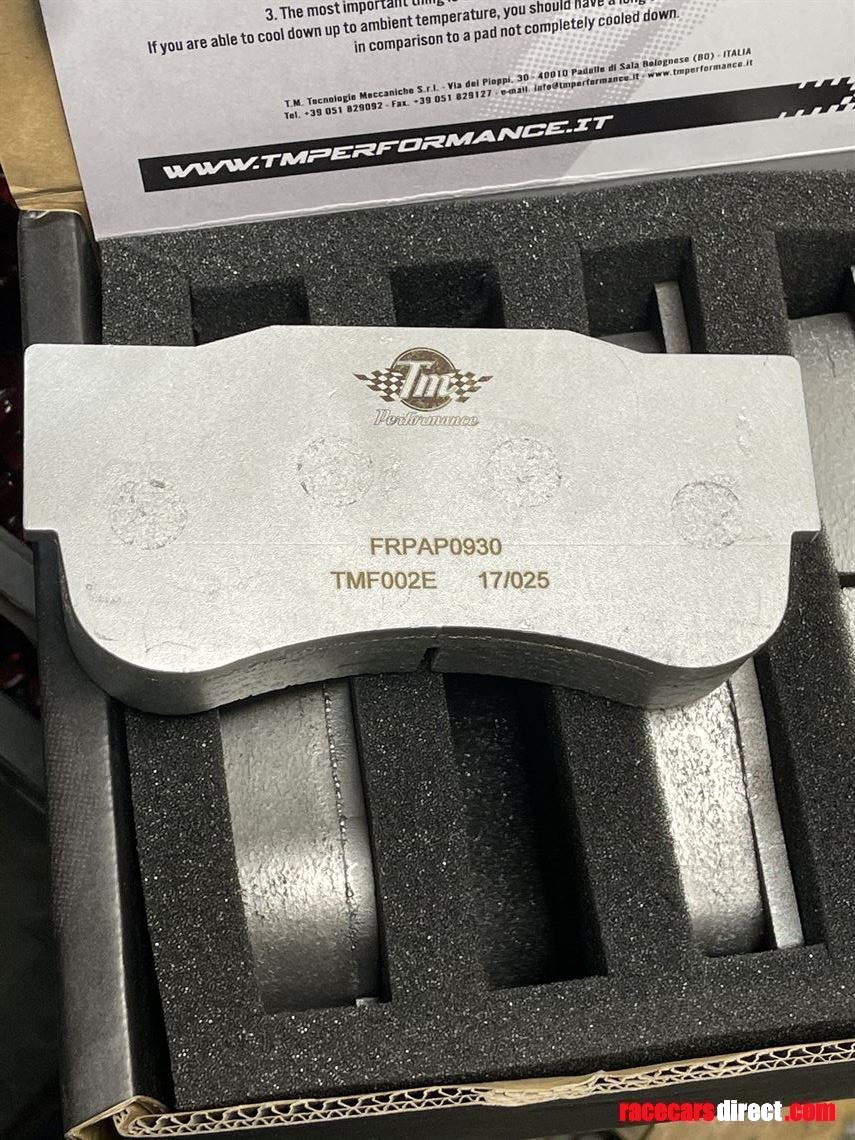 3. The most important thing is
you should have a long
If you are able to cool down up to ambient temperature,
in comparison to a pad not completely cooled down.
T.M. Tecnologie Meccaniche S.r.l. - Via dei Pioppi, 30 - 40010 Padulle di Sala Bolognese (BO) - ITALIA
Tel. +39 051 829092 - Fax. +39 051 829127 - e-mail. info@tmperformance.it - www.tmperformance.it
WWW.TMPERFORMANCE.IT
Tm
Performance
FRPAP0930
TMF002E 17/025
racecarsdirect.com